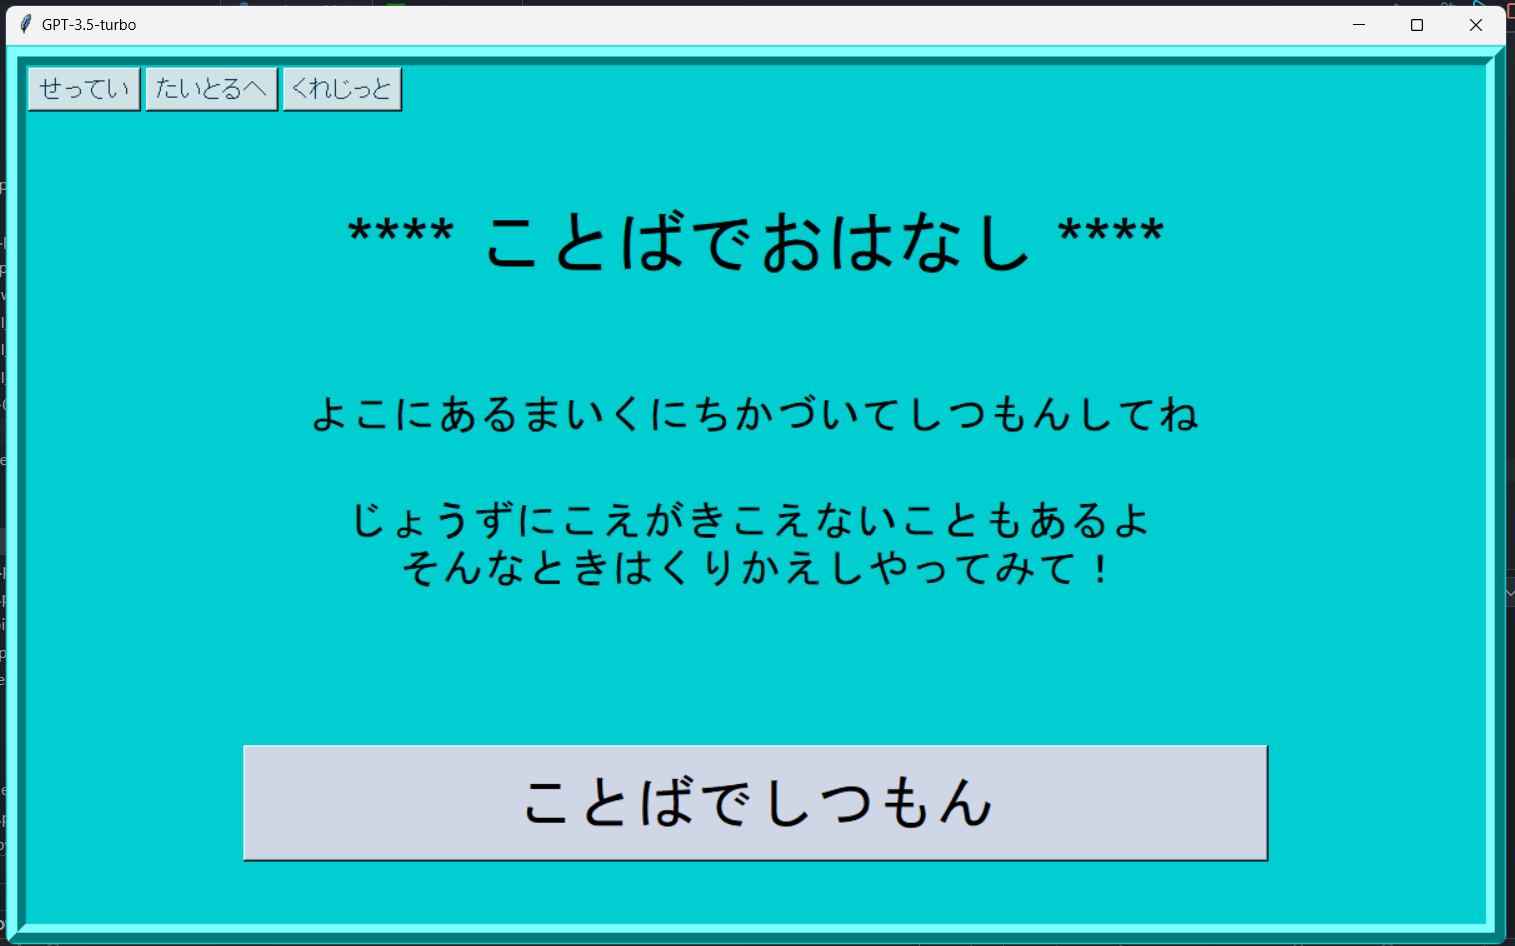 GPT-3.5-turbo
せってい たいとるへ くれじっと
**** ことばでおはなし ****
よこにあるまいくにちかづいてしつもんしてね
じょうずにこえがきこえないこともあるよ
そんなときはくりかえしやってみて！
ことばでしつもん